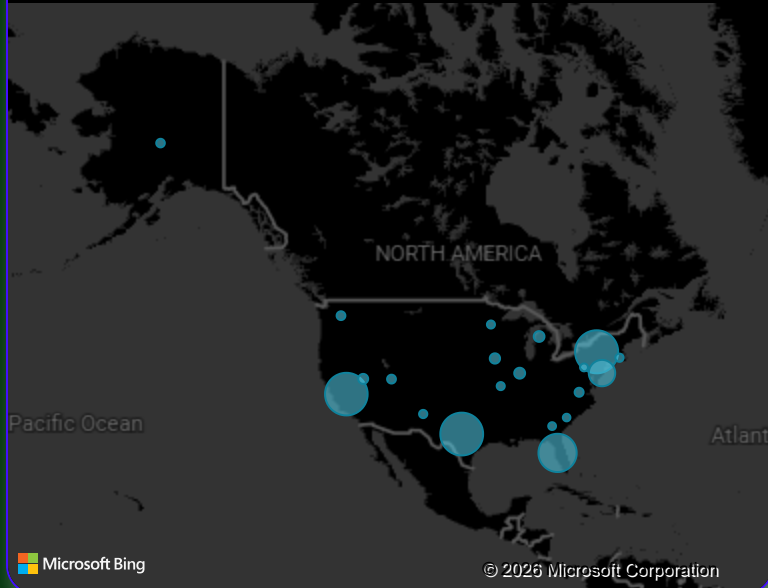 NORTH AMERICA
Pacific Ocean
Atlant
Microsoft Bing
© 2026 Microsoft Corporation